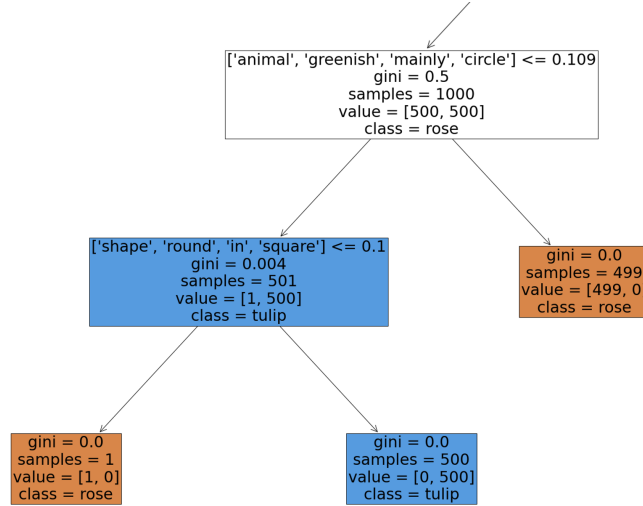 ['animal', 'greenish', 'mainly', 'circle'] <= 0.109
gini = 0.5
samples = 1000
value = [500, 500]
class = rose
['shape', 'round', 'in', 'square'] <= 0.1
gini = 0.004
samples = 501
value = [1, 500]
class = tulip
gini = 0.0
samples = 499
value = [499, 0
class = rose
gini = 0.0
samples = 1
value = [1, 0]
class = rose
gini = 0.0
samples = 500
value = [0, 500]
class = tulip